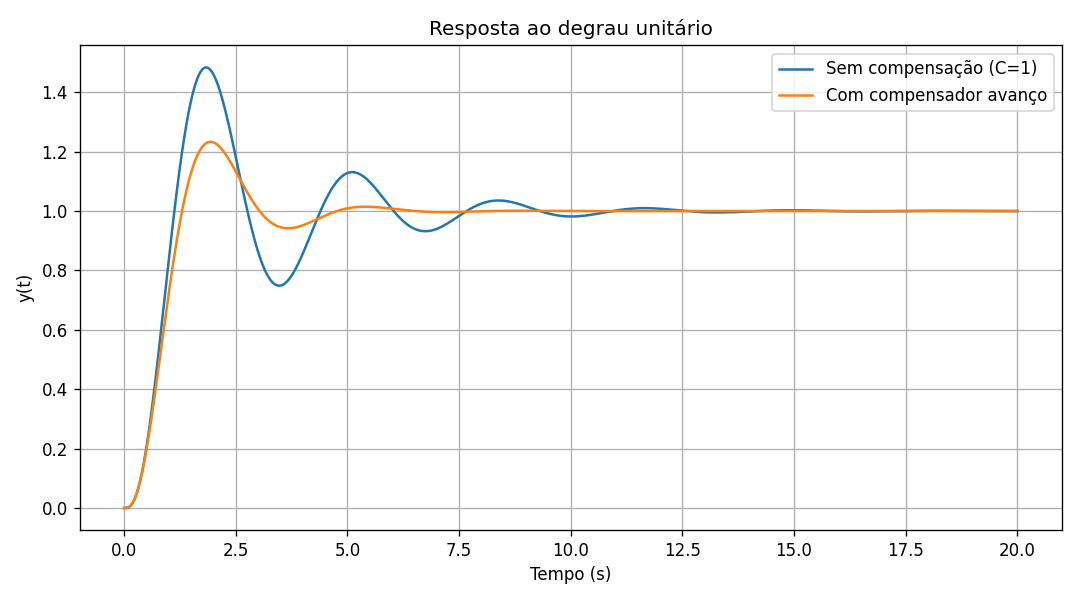 Resposta ao degrau unitário
Sem compensação (C=1)
Com compensador avanço
y(t)
1.4
1.2
1.0
0.8
0.6
0.4
0.2
0.0
0.0 2.5 5.0 7.5 10.0 12.5 15.0 17.5 20.0
Tempo (s)